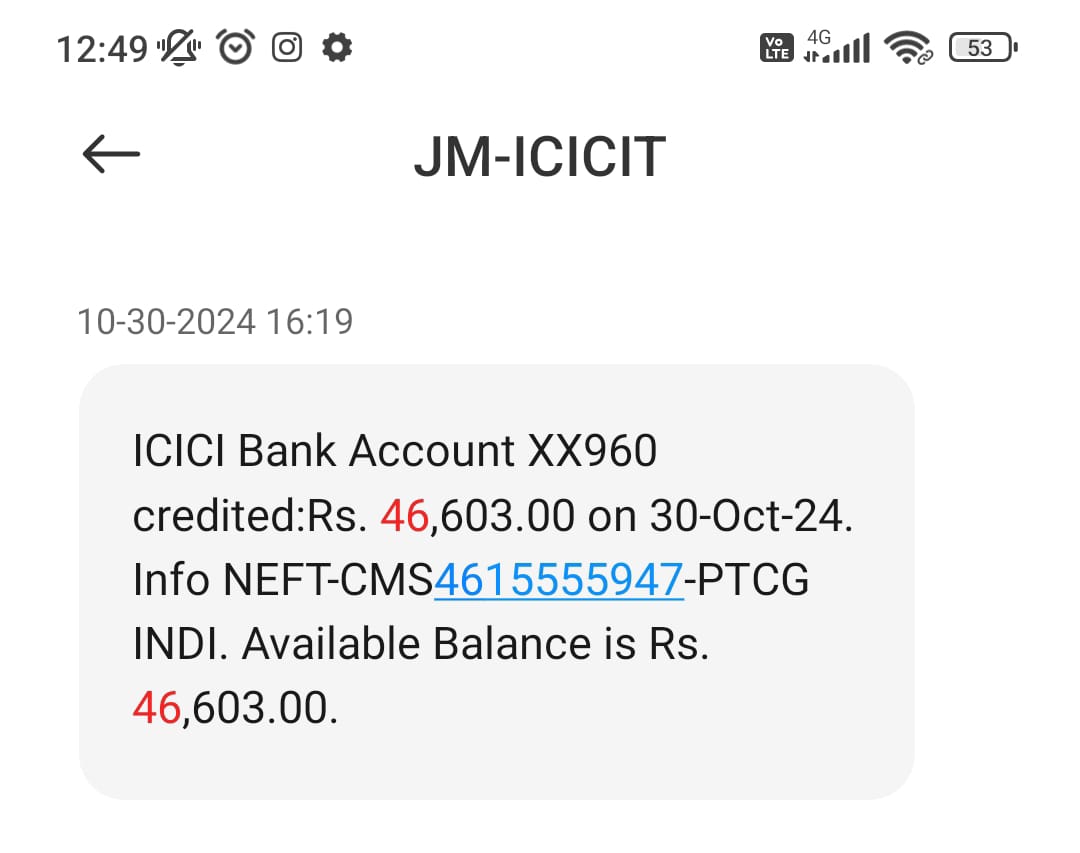 12:49
Vo LTE 4G 53
JM-ICICIT
10-30-2024 16:19
ICICI Bank Account XX960
credited:Rs. 46,603.00 on 30-Oct-24.
Info NEFT-CMS4615555947-PTCG
INDI. Available Balance is Rs.
46,603.00.